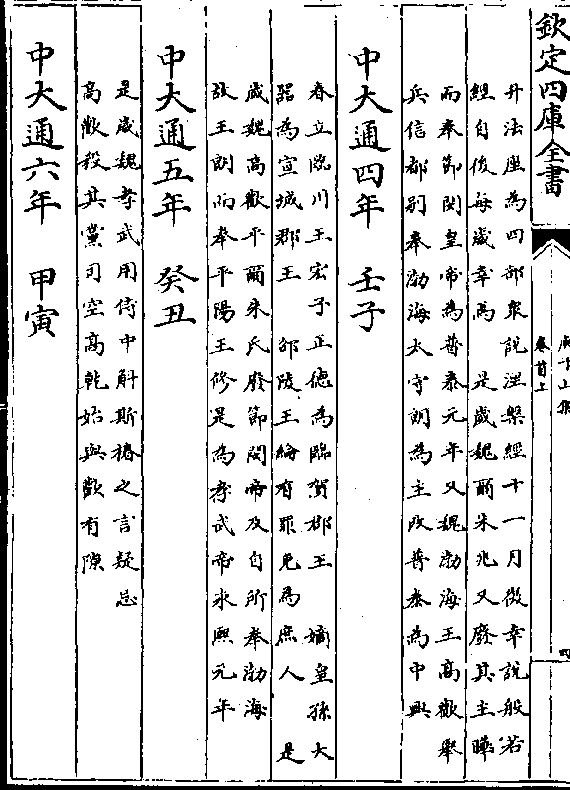 欽定四庫全書
卷首上
四
升法座為四部衆說涅槃經十一月復幸說般若
經自後每歲幸焉　是歲魏爾朱兆又廢其主曄
而奉節閔皇帝為普泰元年又魏渤海王高歡舉
兵信都别奉渤海太守朗為主改普泰為中興
中大通四年　壬子
春立臨川王宏子正德為臨賀郡王　嫡皇孫大
器為宣城郡王　邵陵王綸有罪免為庶人　是
歲魏高歡平爾朱氏廢節閔帝及自所奉渤海
故王朗而奉平陽王修是為孝武帝永熙元年
中大通五年　癸丑
是歲魏孝武用侍中斛斯椿之言疑忌
高歡殺其黨司空高乾始與歡有隙
中大通六年　甲寅